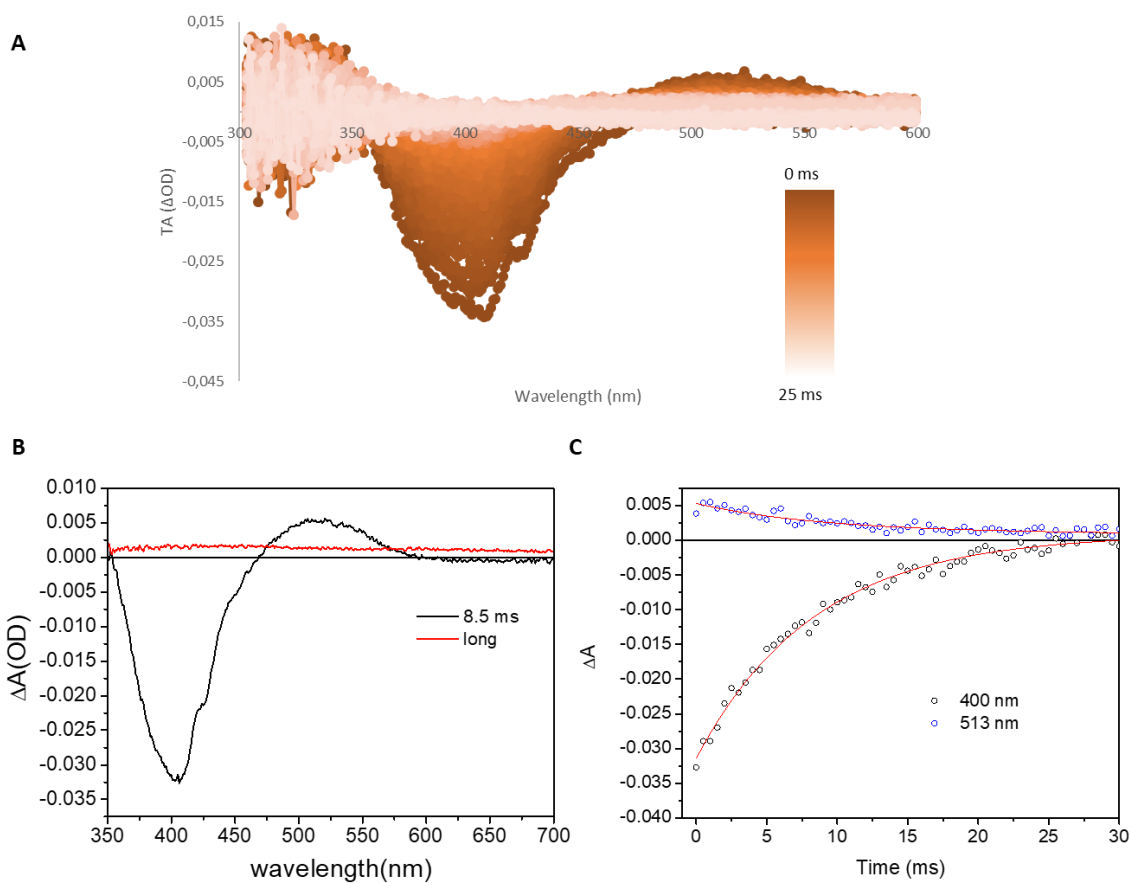 A
0,015
0,005
-0,005
-0,015
-0,025
-0,035
-0,045
TA (ΔOD)
300 350 400 450 500 550 600
Wavelength (nm)
0 ms
25 ms
B
0.010
0.005
0.000
-0.005
-0.010
-0.015
-0.020
-0.025
-0.030
-0.035
ΔA(OD)
8.5 ms
long
350 400 450 500 550 600 650 700
wavelength(nm)
C
0.005
0.000
-0.005
-0.010
-0.015
-0.020
-0.025
-0.030
-0.035
-0.040
ΔA
400 nm
513 nm
0 5 10 15 20 25 30
Time (ms)